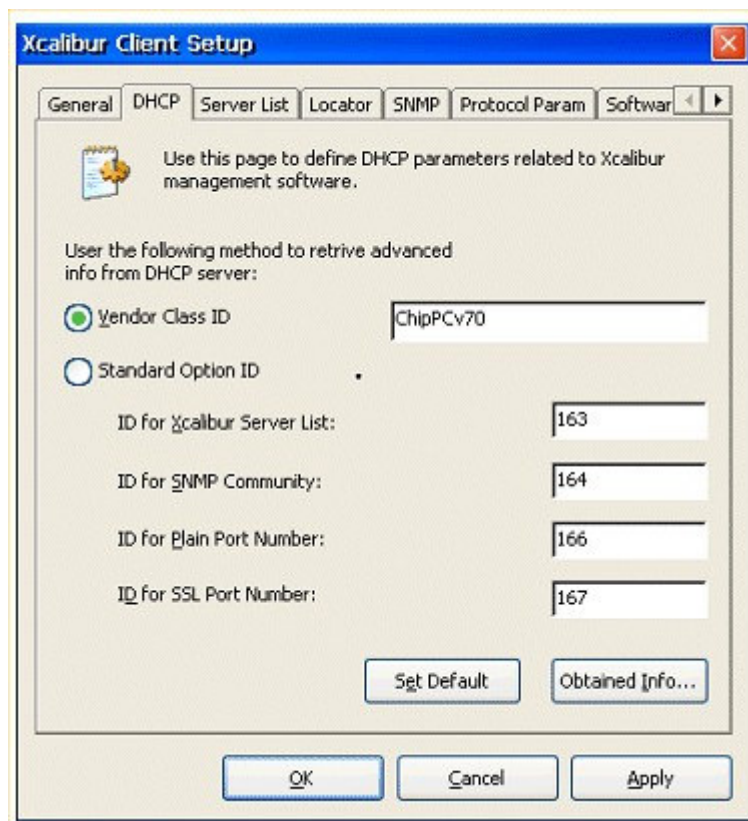 Xcalibur Client Setup
General DHCP Server List Locator SNMP Protocol Param Softwar
Use this page to define DHCP parameters related to Xcalibur
management software.
User the following method to retrive advanced
info from DHCP server:
Vendor Class ID ChipPCv70
Standard Option ID .
ID for Xcalibur Server List: 163
ID for SNMP Community: 164
ID for Plain Port Number: 166
ID for SSL Port Number: 167
Set Default Obtained Info...
OK Cancel Apply